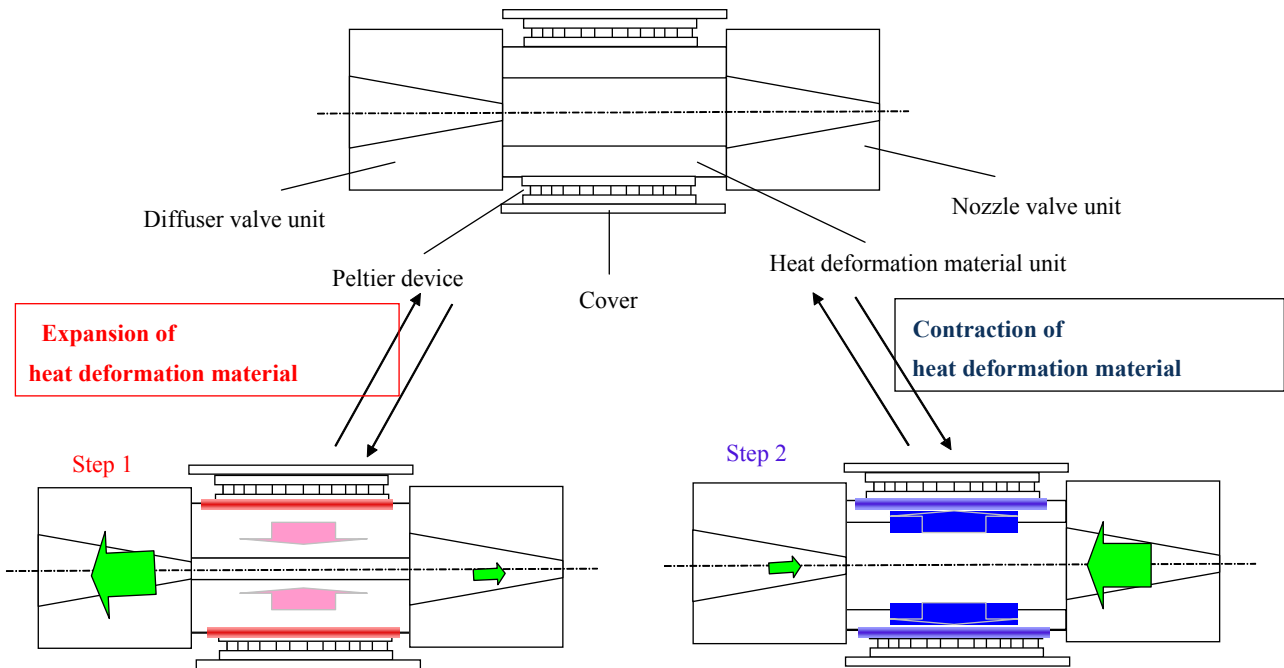 Diffuser valve unit
Nozzle valve unit
Peltier device
Heat deformation material unit
Cover
Expansion of
heat deformation material
Contraction of
heat deformation material
Step 1
Step 2